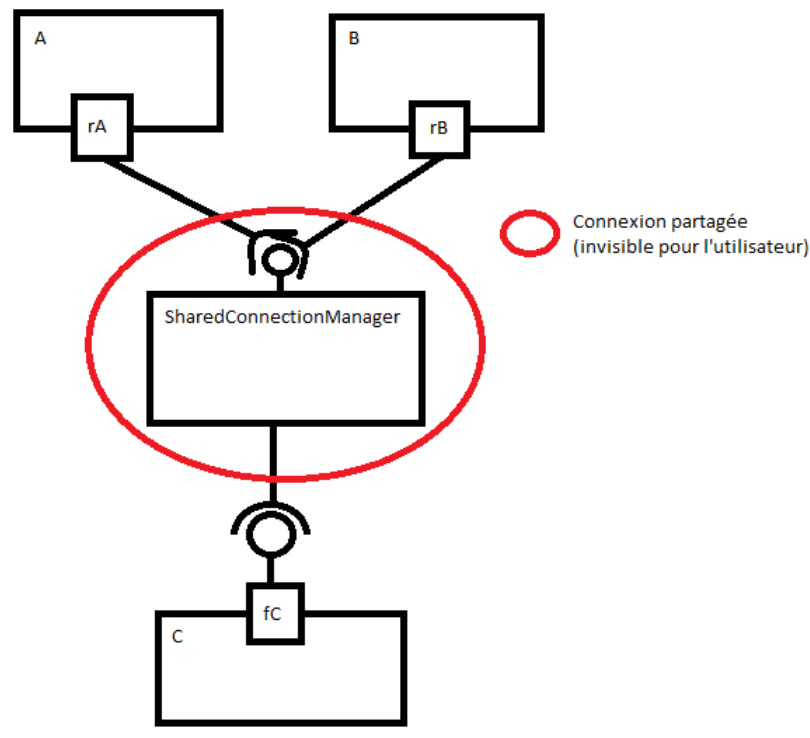 A
B
rA
rB
Connexion partagée
(invisible pour l'utilisateur)
SharedConnectionManager
fC
C